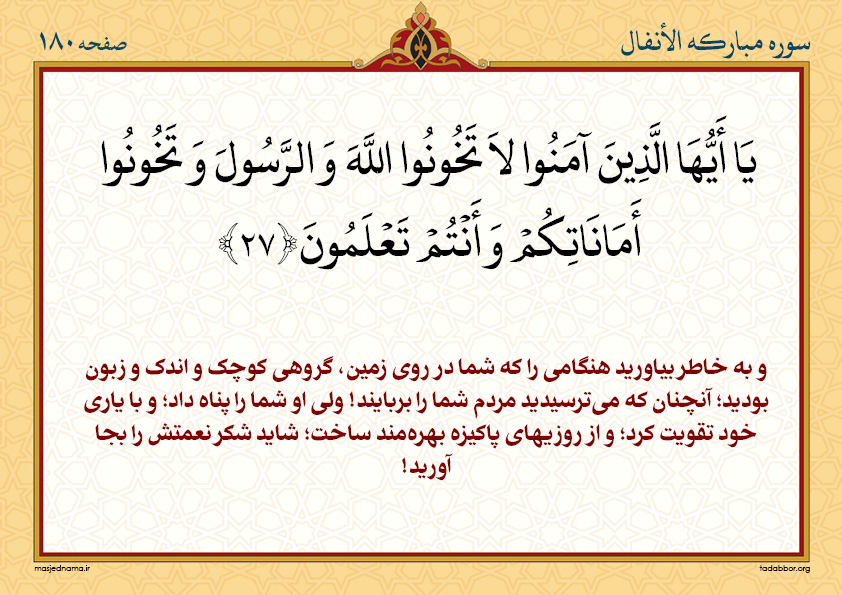 سوره مبارکه الأنفال
صفحه ۱۸۰
يَا أَيُّهَا الَّذِينَ آمَنُوا لاَ تَخُونُوا اللَّهَ وَ الرَّسُولَ وَ تَخُونُوا
أَمَانَاتِكُمْ وَ أَنْتُمْ تَعْلَمُونَ ﴿۲۷﴾
و به خاطر بیاورید هنگامی را که شما در روی زمین، گروهی کوچک و اندک و زبون
بودید؛ آنچنان که می‌ترسیدید مردم شما را بربایند! ولی او شما را پناه داد؛ و با یاری
خود تقویت کرد؛ و از روزیهای پاکیزه بهره‌مند ساخت؛ شاید شکر نعمتش را بجا
آورید!
masjednama.ir
tadabbor.org